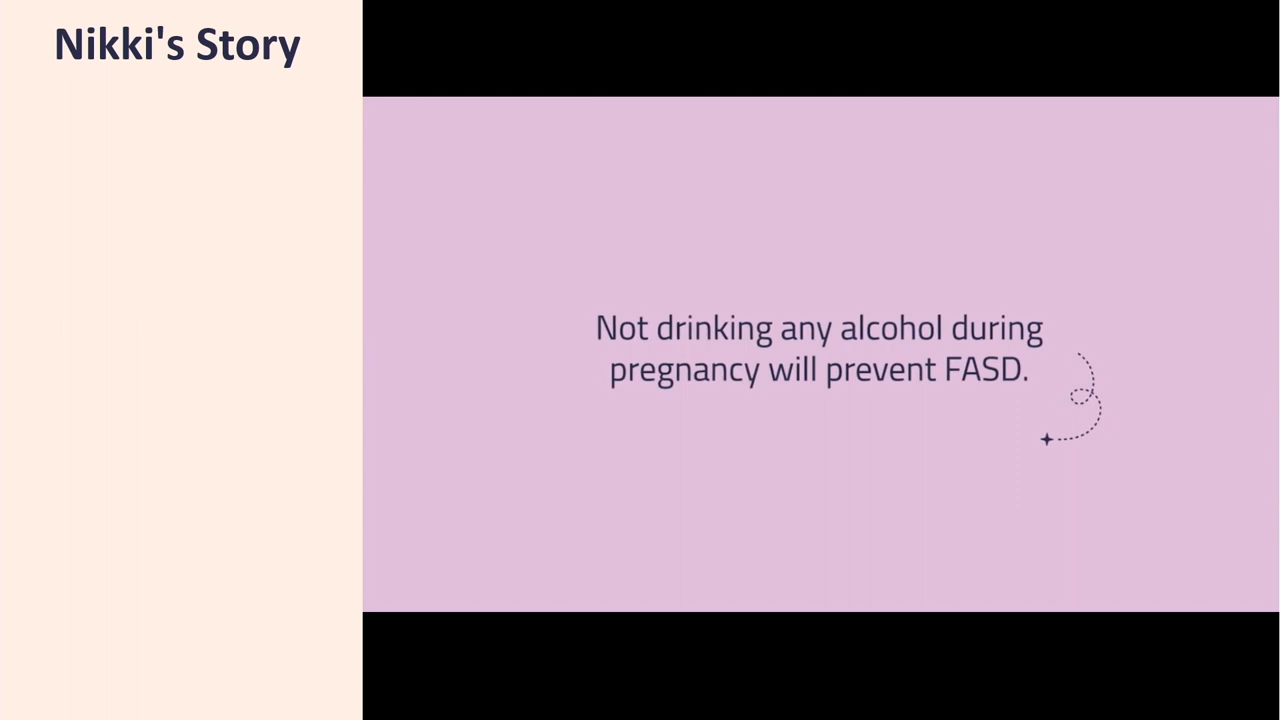 Nikki's Story
Not drinking any alcohol during
pregnancy will prevent FASD.